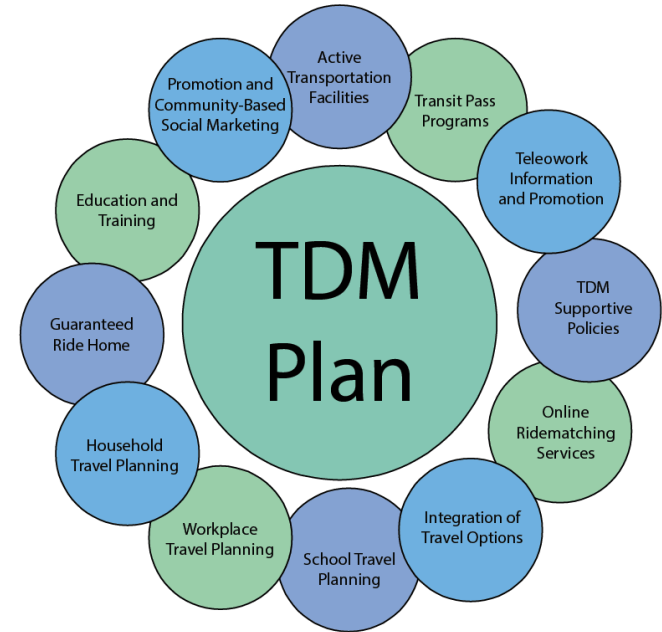 TDM
Plan
Active
Transportation
Facilities
Transit Pass
Programs
Teleowork
Information
and Promotion
TDM
Supportive
Policies
Online
Ridematching
Services
Integration of
Travel Options
School Travel
Planning
Workplace
Travel Planning
Household
Travel Planning
Guaranteed
Ride Home
Education and
Training
Promotion and
Community-Based
Social Marketing